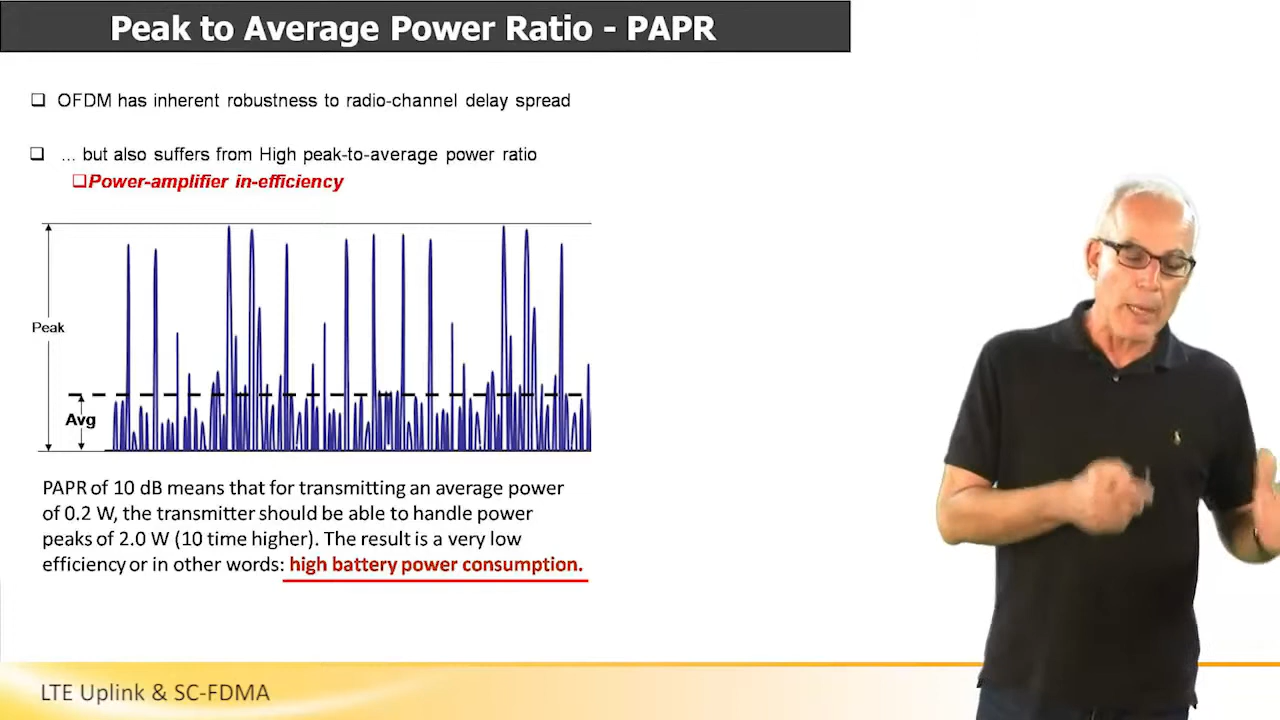 Peak to Average Power Ratio - PAPR
OFDM has inherent robustness to radio-channel delay spread
... but also suffers from High peak-to-average power ratio
Power-amplifier in-efficiency
Peak
Avg
PAPR of 10 dB means that for transmitting an average power
of 0.2 W, the transmitter should be able to handle power
peaks of 2.0 W (10 time higher). The result is a very low
efficiency or in other words: high battery power consumption.
LTE Uplink & SC-FDMA